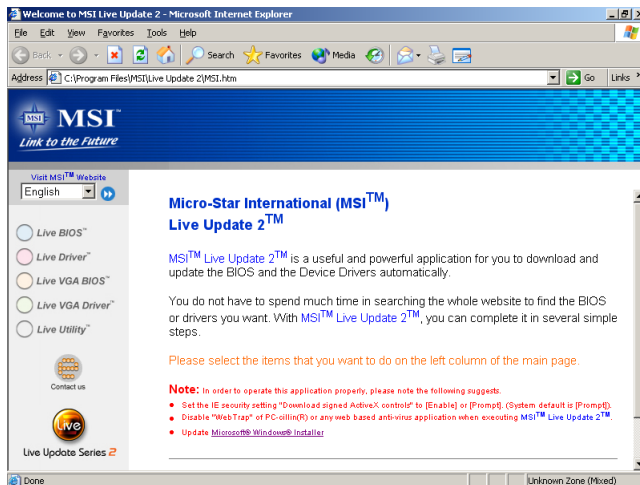 Welcome to MSI Live Update 2 - Microsoft Internet Explorer
File Edit View Favorites Tools Help
Back Search Favorites Media
Address C:\Program Files\MSI\Live Update 2\MSI.htm Go Links »
MSI MSI™
Link to the Future
Visit MSI™ Website
English
Live BIOS™
Live Driver™
Live VGA BIOS™
Live VGA Driver™
Live Utility™
Contact us
Live
Live Update Series 2
Micro-Star International (MSI™)
Live Update 2™
MSI™ Live Update 2™ is a useful and powerful application for you to download and
update the BIOS and the Device Drivers automatically.
You do not have to spend much time in searching the whole website to find the BIOS
or drivers you want. With MSI™ Live Update 2™, you can complete it in several simple
steps.
Please select the items that you want to do on the left column of the main page.
Note: In order to operate this application properly, please note the following suggests.
• Set the IE security setting "Download signed ActiveX controls" to [Enable] or [Prompt]. (System default is [Prompt]).
• Disable "WebTrap" of PC-cillin(R) or any web based anti-virus application when executing MSI™ Live Update 2™.
• Update Microsoft® Windows® Installer
Done Unknown Zone (Mixed)